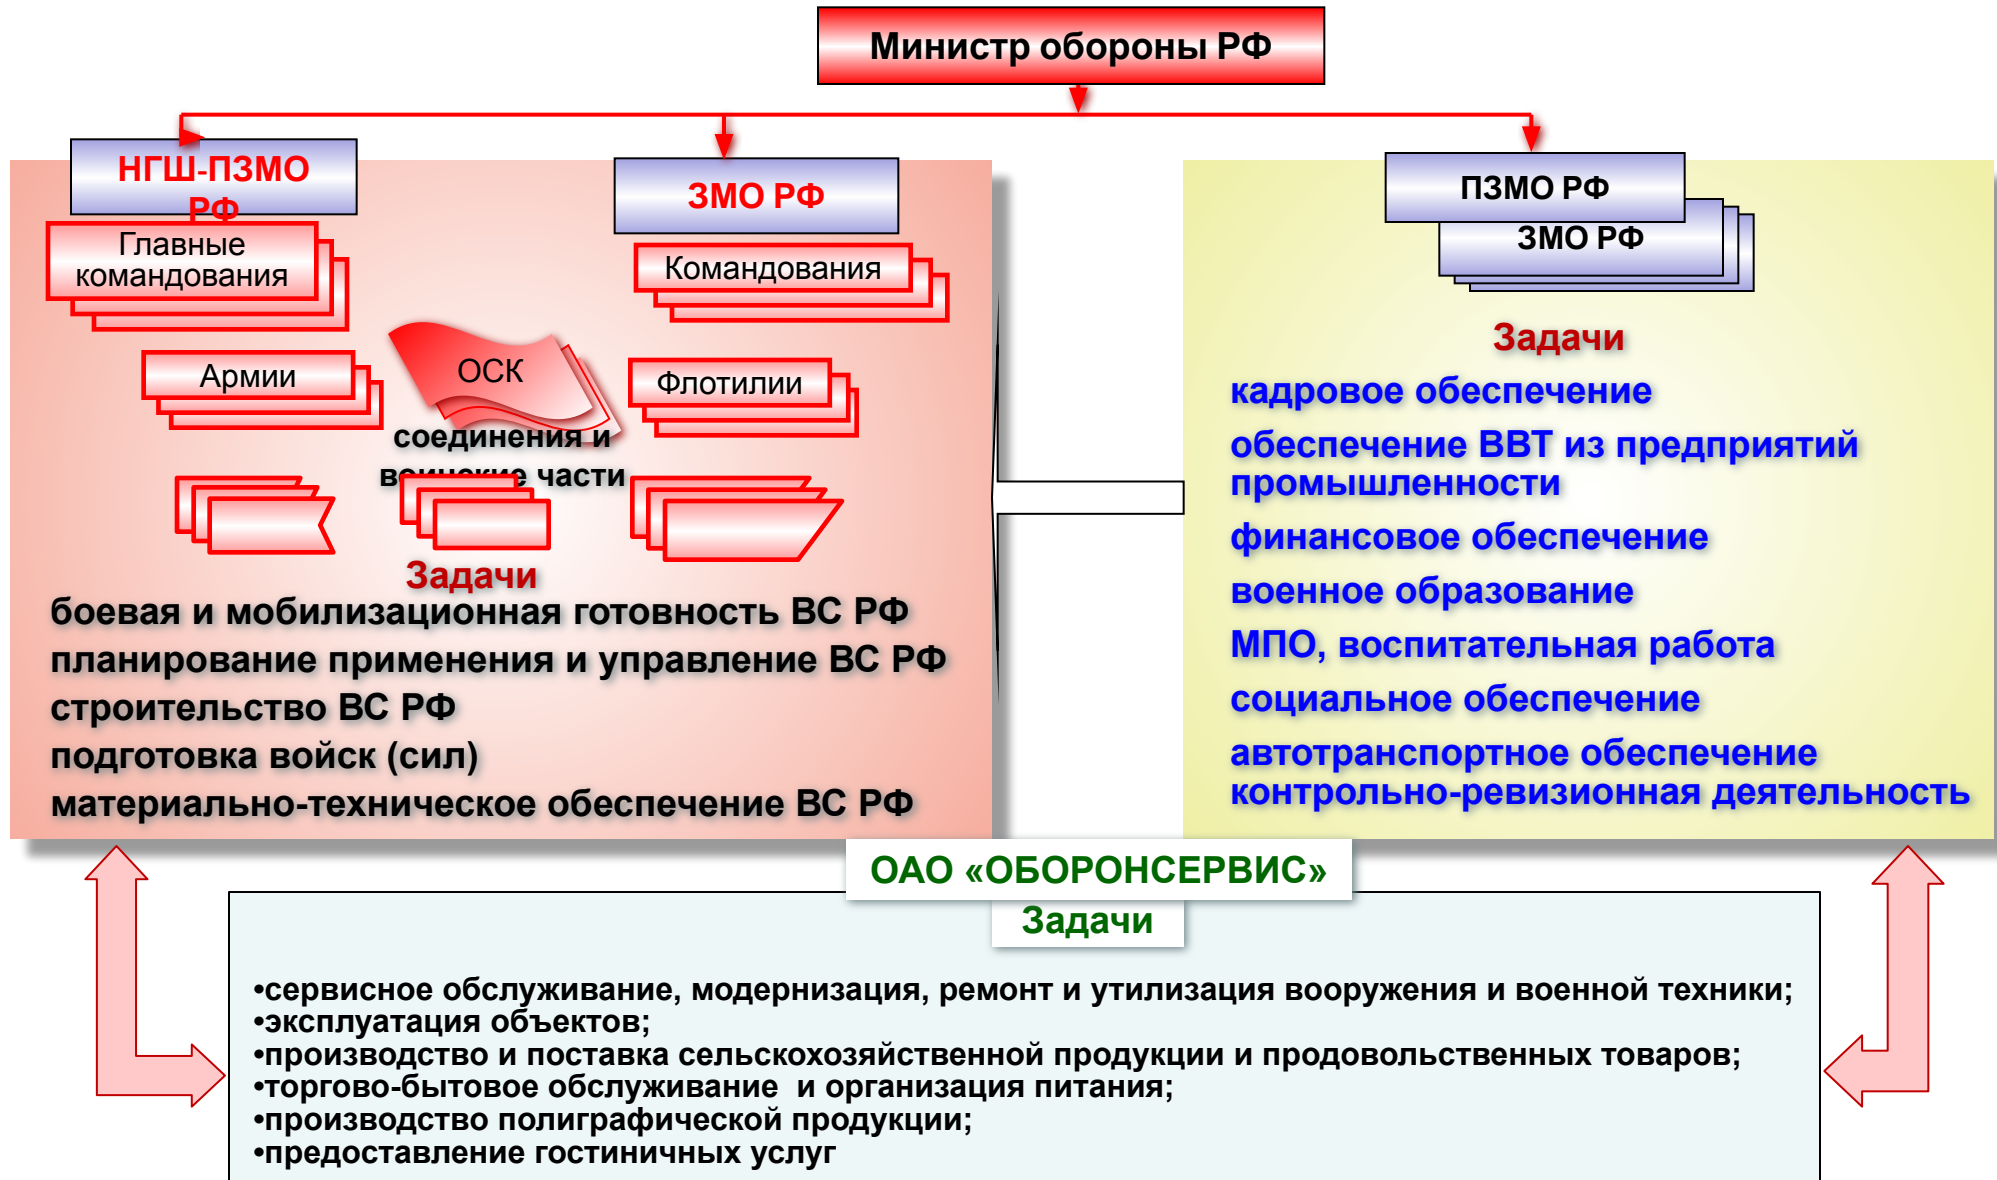 Министр обороны РФ
НГШ-ПЗМО
РФ
ЗМО РФ
Главные
командования
Командования
Армии
ОСК
Флотилии
соединения и
воинские части
Задачи
боевая и мобилизационная готовность ВС РФ
планирование применения и управление ВС РФ
строительство ВС РФ
подготовка войск (сил)
материально-техническое обеспечение ВС РФ
ПЗМО РФ
ЗМО РФ
Задачи
кадровое обеспечение
обеспечение ВВТ из предприятий
промышленности
финансовое обеспечение
военное образование
МПО, воспитательная работа
социальное обеспечение
автотранспортное обеспечение
контрольно-ревизионная деятельность
ОАО «ОБОРОНСЕРВИС»
Задачи
•сервисное обслуживание, модернизация, ремонт и утилизация вооружения и военной техники;
•эксплуатация объектов;
•производство и поставка сельскохозяйственной продукции и продовольственных товаров;
•торгово-бытовое обслуживание  и организация питания;
•производство полиграфической продукции;
•предоставление гостиничных услуг